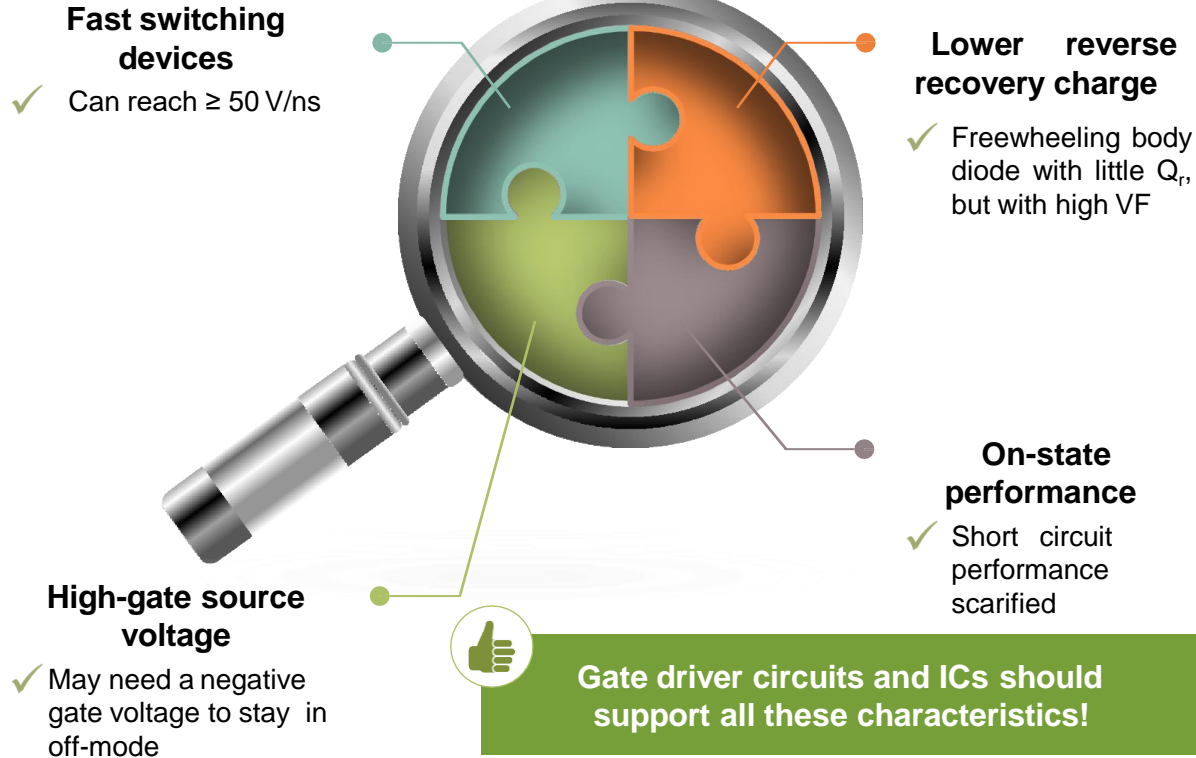 Fast switching
devices
Can reach ≥ 50 V/ns
Lower reverse
recovery charge
Freewheeling body
diode with little Qr,
but with high VF
High-gate source
voltage
May need a negative
gate voltage to stay in
off-mode
On-state
performance
Short circuit
performance
scarified
Gate driver circuits and ICs should
support all these characteristics!